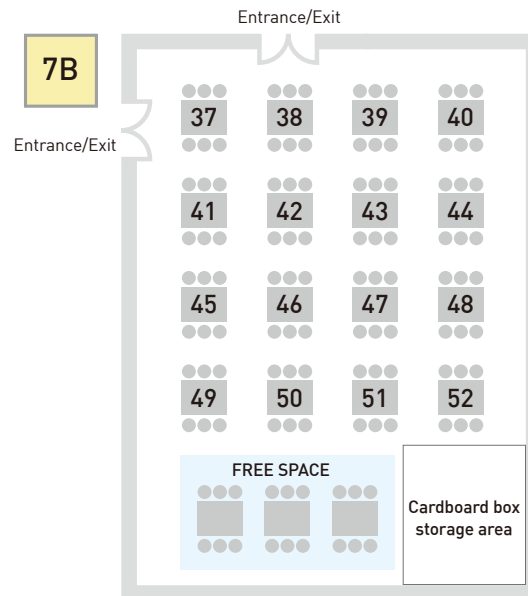 Entrance/Exit
7B
Entrance/Exit
37 38 39 40
41 42 43 44
45 46 47 48
49 50 51 52
FREE SPACE
Cardboard box
storage area